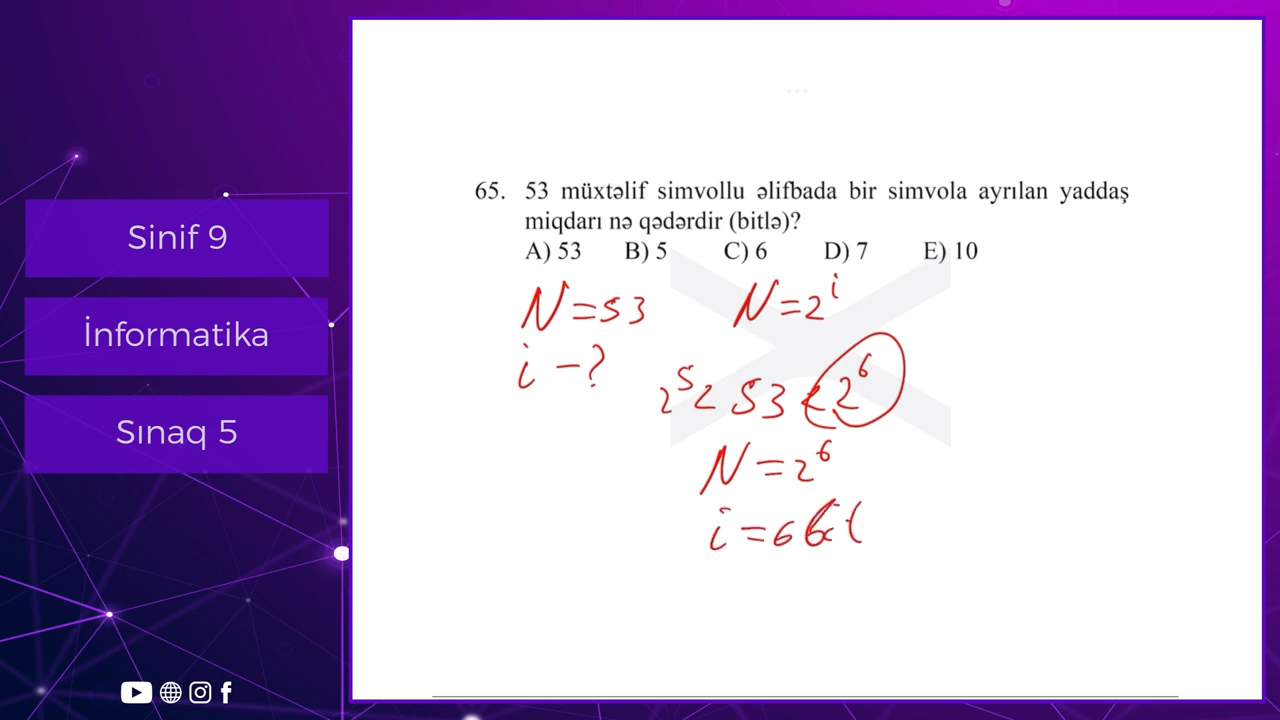 Sinif 9
İnformatika
Sınaq 5
65. 53 müxtəlif simvollu əlifbada bir simvola ayrılan yaddaş
miqdarı nə qədərdir (bitlə)?
A) 53 B) 5 C) 6 D) 7 E) 10
N=53 N=2^i
i-?
2^5 < 53 < 2^6
N=2^6
i=6 bit